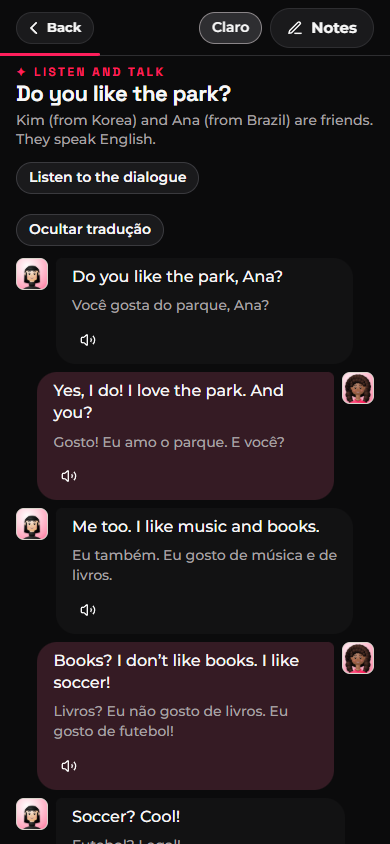 Back
Claro
Notes
✦ LISTEN AND TALK
Do you like the park?
Kim (from Korea) and Ana (from Brazil) are friends.
They speak English.
Listen to the dialogue
Ocultar tradução
Do you like the park, Ana?
Você gosta do parque, Ana?
Yes, I do! I love the park. And
you?
Gosto! Eu amo o parque. E você?
Me too. I like music and books.
Eu também. Eu gosto de música e de
livros.
Books? I don’t like books. I like
soccer!
Livros? Eu não gosto de livros. Eu
gosto de futebol!
Soccer? Cool!
Futebol? Legal!